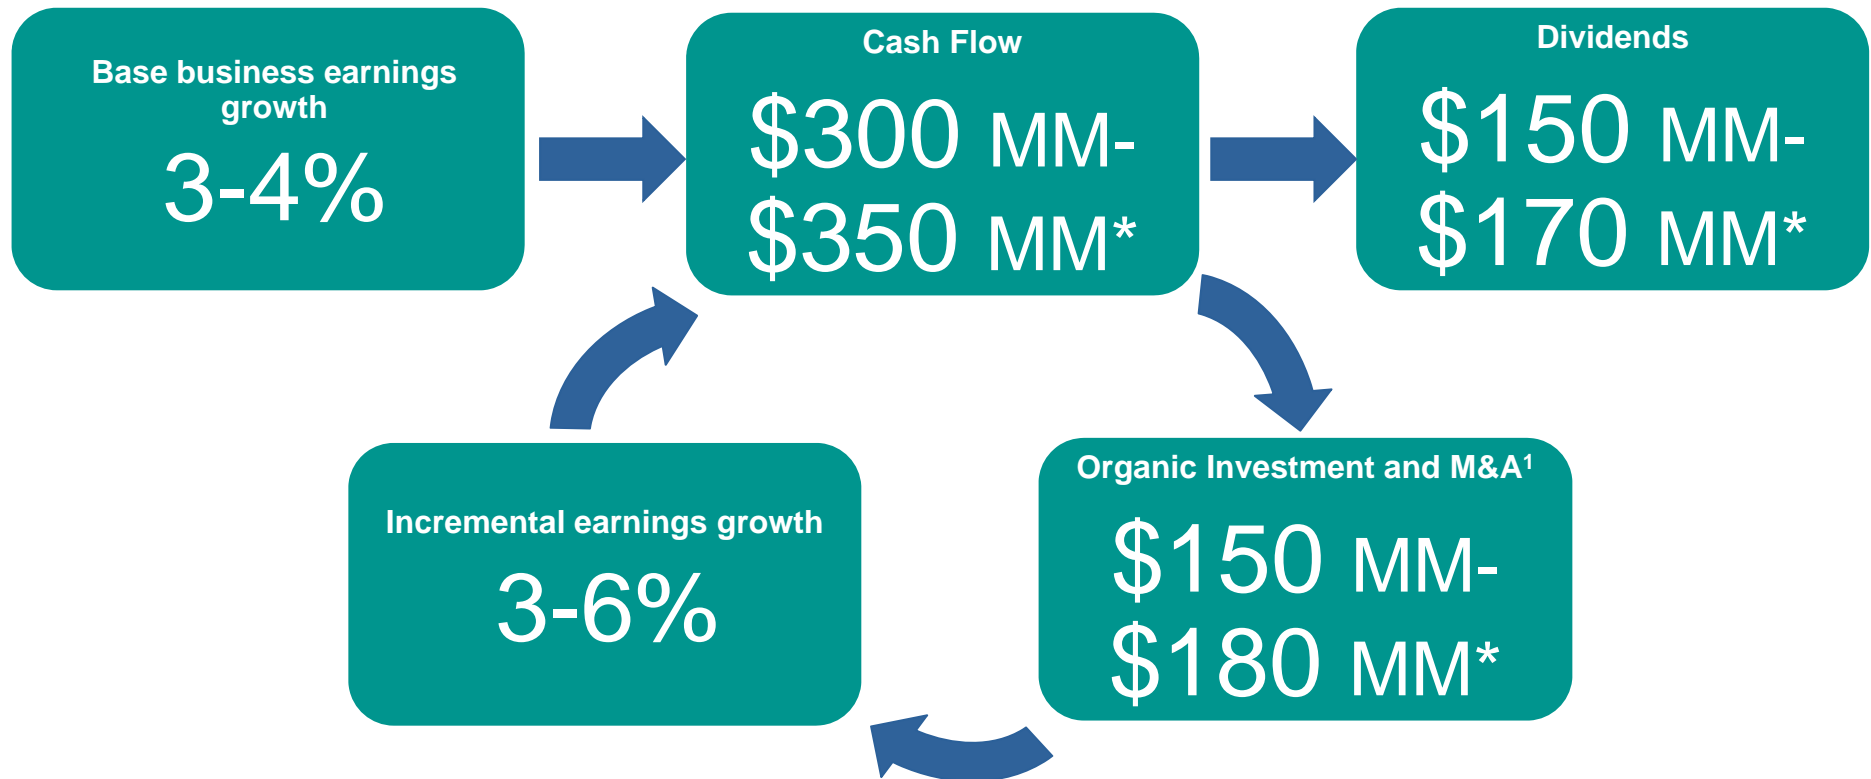 Base business earnings
growth
3-4%
Cash Flow
$300 MM-
$350 MM*
Dividends
$150 MM-
$170 MM*
Incremental earnings growth
3-6%
Organic Investment and M&A¹
$150 MM-
$180 MM*